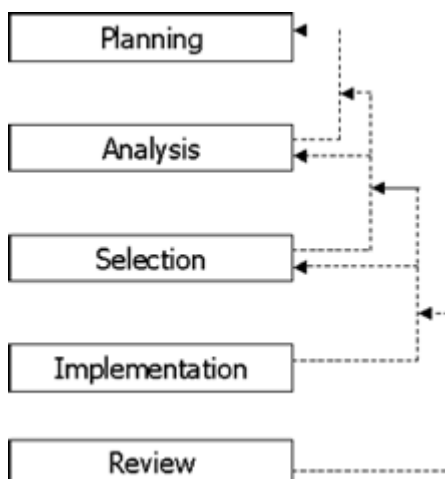 Planning
Analysis
Selection
Implementation
Review